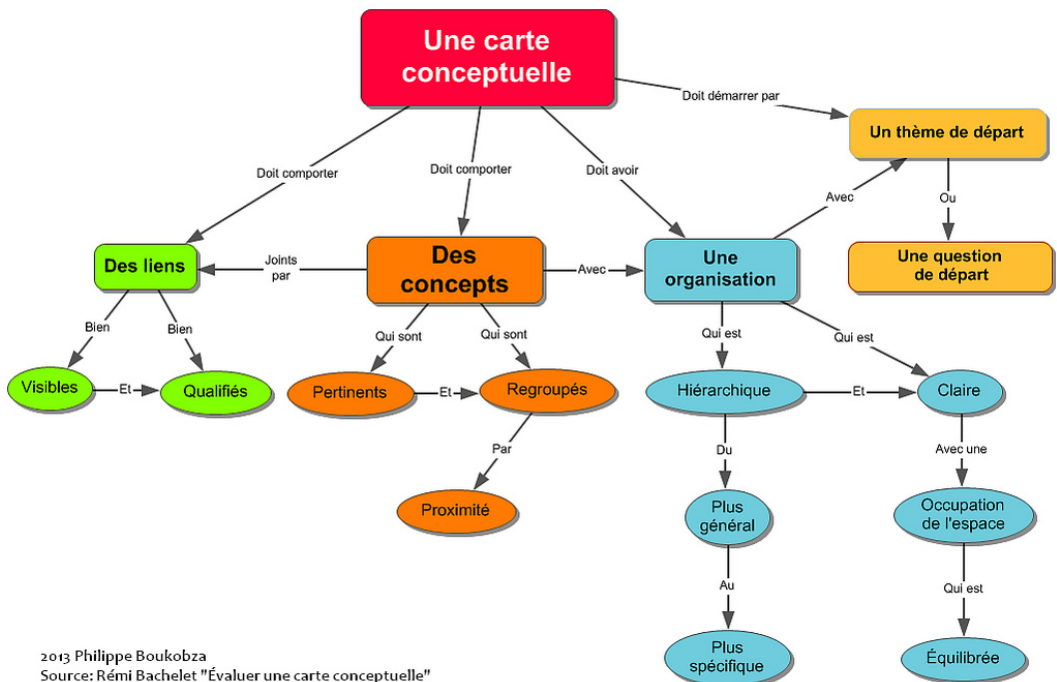 Une carte
conceptuelle
Doit démarrer par
Un thème de départ
Doit comporter
Doit comporter
Doit avoir
Avec
Ou
Des liens
Joints
par
Des
concepts
Avec
Une
organisation
Une question
de départ
Bien
Bien
Qui sont
Qui sont
Qui est
Qui est
Visibles
Et
Qualifiés
Pertinents
Et
Regroupés
Hiérarchique
Et
Claire
Par
Du
Avec une
Proximité
Plus
général
Occupation
de l'espace
Au
Qui est
Plus
spécifique
Équilibrée
2013 Philippe Boukobza
Source: Rémi Bachelet "Évaluer une carte conceptuelle"